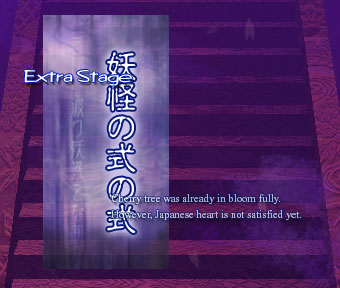 Extra Stage
妖怪の式の式
Cherry tree was already in bloom fully.
However, Japanese heart is not satisfied yet.